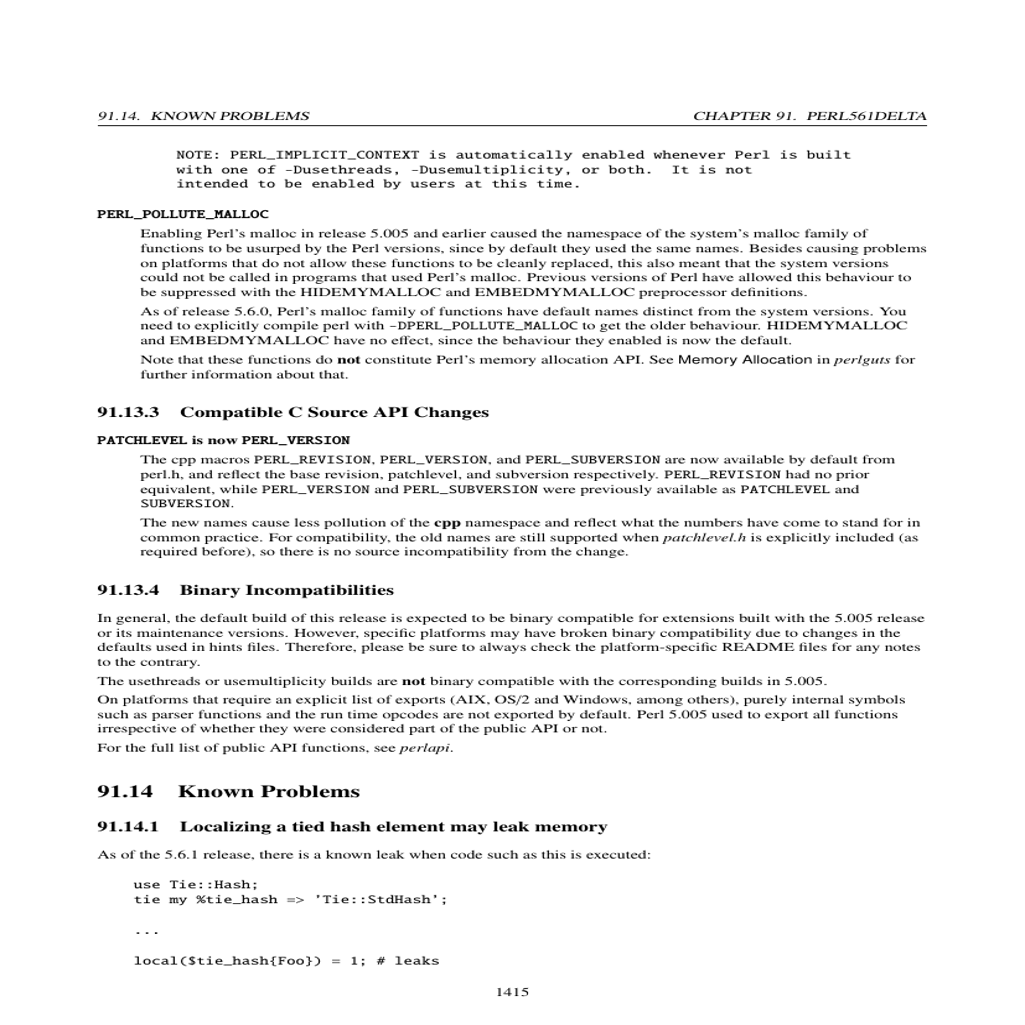 91.14. KNOWN PROBLEMS CHAPTER 91. PERL561DELTA
NOTE: PERL_IMPLICIT_CONTEXT is automatically enabled whenever Perl is built
with one of -Dusethreads, -Dusemultiplicity, or both. It is not
intended to be enabled by users at this time.
PERL_POLLUTE_MALLOC
Enabling Perl's malloc in release 5.005 and earlier caused the namespace of the system's malloc family of
functions to be usurped by the Perl versions, since by default they used the same names. Besides causing problems
on platforms that do not allow these functions to be cleanly replaced, this also meant that the system versions
could not be called in programs that used Perl's malloc. Previous versions of Perl have allowed this behaviour to
be suppressed with the HIDEMYMALLOC and EMBEDMYMALLOC preprocessor definitions.
As of release 5.6.0, Perl's malloc family of functions have default names distinct from the system versions. You
need to explicitly compile perl with -DPERL_POLLUTE_MALLOC to get the older behaviour. HIDEMYMALLOC
and EMBEDMYMALLOC have no effect, since the behaviour they enabled is now the default.
Note that these functions do not constitute Perl's memory allocation API. See Memory Allocation in perlguts for
further information about that.
91.13.3 Compatible C Source API Changes
PATCHLEVEL is now PERL_VERSION
The cpp macros PERL_REVISION, PERL_VERSION, and PERL_SUBVERSION are now available by default from
perl.h, and reflect the base revision, patchlevel, and subversion respectively. PERL_REVISION had no prior
equivalent, while PERL_VERSION and PERL_SUBVERSION were previously available as PATCHLEVEL and
SUBVERSION.
The new names cause less pollution of the cpp namespace and reflect what the numbers have come to stand for in
common practice. For compatibility, the old names are still supported when patchlevel.h is explicitly included (as
required before), so there is no source incompatibility from the change.
91.13.4 Binary Incompatibilities
In general, the default build of this release is expected to be binary compatible for extensions built with the 5.005 release
or its maintenance versions. However, specific platforms may have broken binary compatibility due to changes in the
defaults used in hints files. Therefore, please be sure to always check the platform-specific README files for any notes
to the contrary.
The usethreads or usemultiplicity builds are not binary compatible with the corresponding builds in 5.005.
On platforms that require an explicit list of exports (AIX, OS/2 and Windows, among others), purely internal symbols
such as parser functions and the run time opcodes are not exported by default. Perl 5.005 used to export all functions
irrespective of whether they were considered part of the public API or not.
For the full list of public API functions, see perlapi.
91.14 Known Problems
91.14.1 Localizing a tied hash element may leak memory
As of the 5.6.1 release, there is a known leak when code such as this is executed:
use Tie::Hash;
tie my %tie_hash => 'Tie::StdHash';
...
local($tie_hash{Foo}) = 1; # leaks
1415